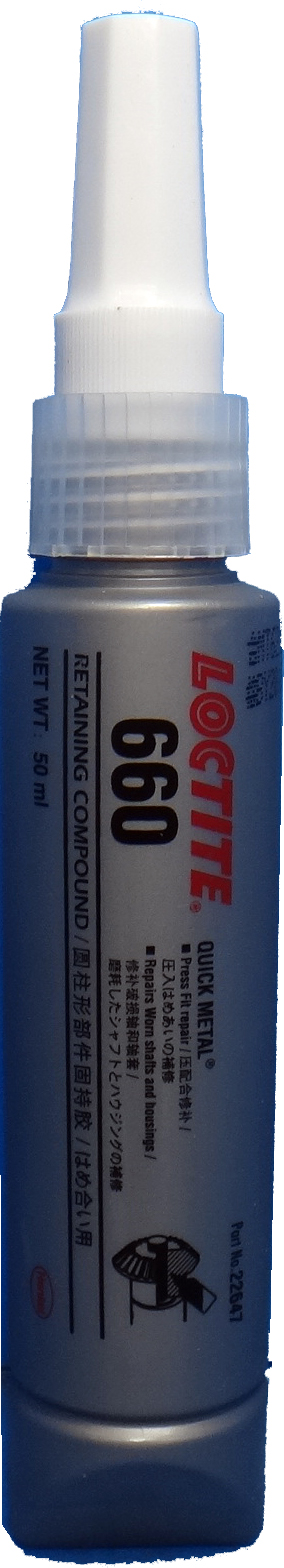 LOCTITE®
660
QUICK METAL®
■ Press Fit repair / 压配合修补 /
圧入はめあいの補修
■ Repairs Worn shafts and housings /
修补破损轴和轴套 /
磨耗したシャフトとハウジングの補修
RETAINING COMPOUND / 圆柱形部件固持胶 / はめ合い用
NET WT: 50 ml
Part No.22647
Henkel